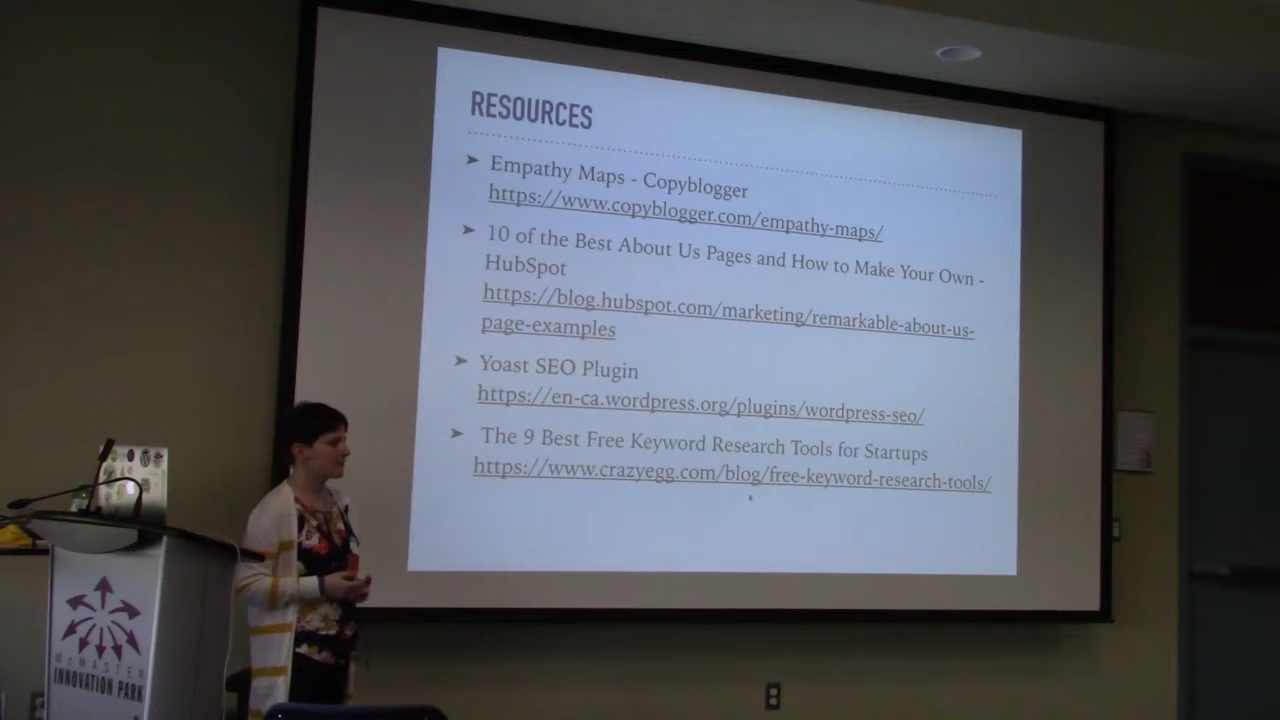 RESOURCES
➤ Empathy Maps - Copyblogger
https://www.copyblogger.com/empathy-maps/
➤ 10 of the Best About Us Pages and How to Make Your Own -
HubSpot
https://blog.hubspot.com/marketing/remarkable-about-us-
page-examples
➤ Yoast SEO Plugin
https://en-ca.wordpress.org/plugins/wordpress-seo/
➤ The 9 Best Free Keyword Research Tools for Startups
https://www.crazyegg.com/blog/free-keyword-research-tools/
McMASTER
INNOVATION PARK